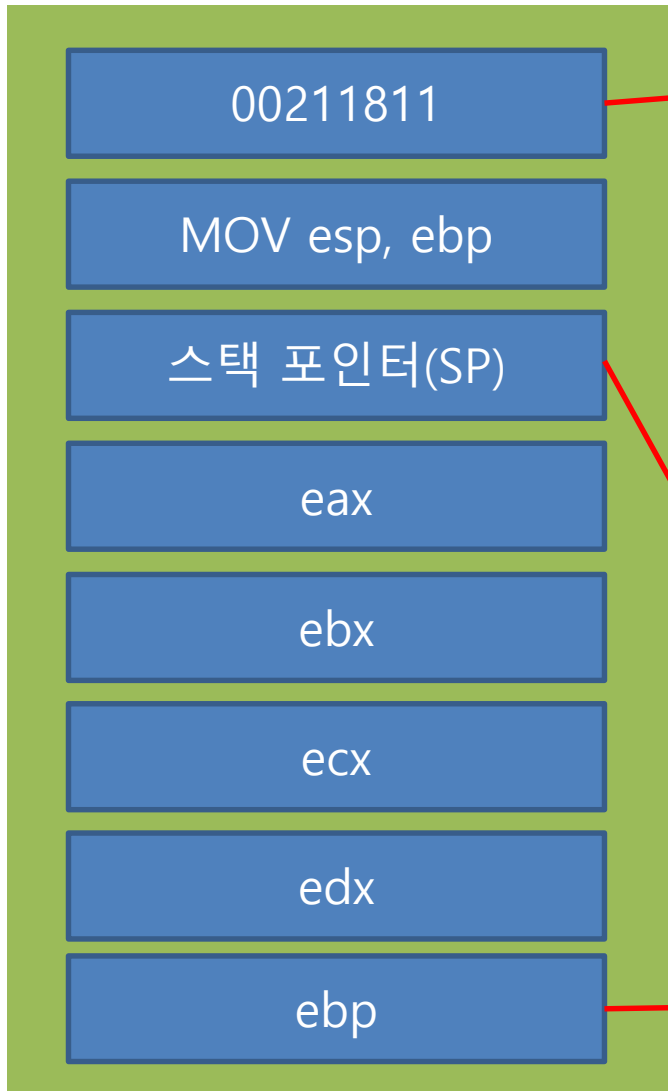 00211811
MOV esp, ebp
스택 포인터(SP)
eax
ebx
ecx
edx
ebp